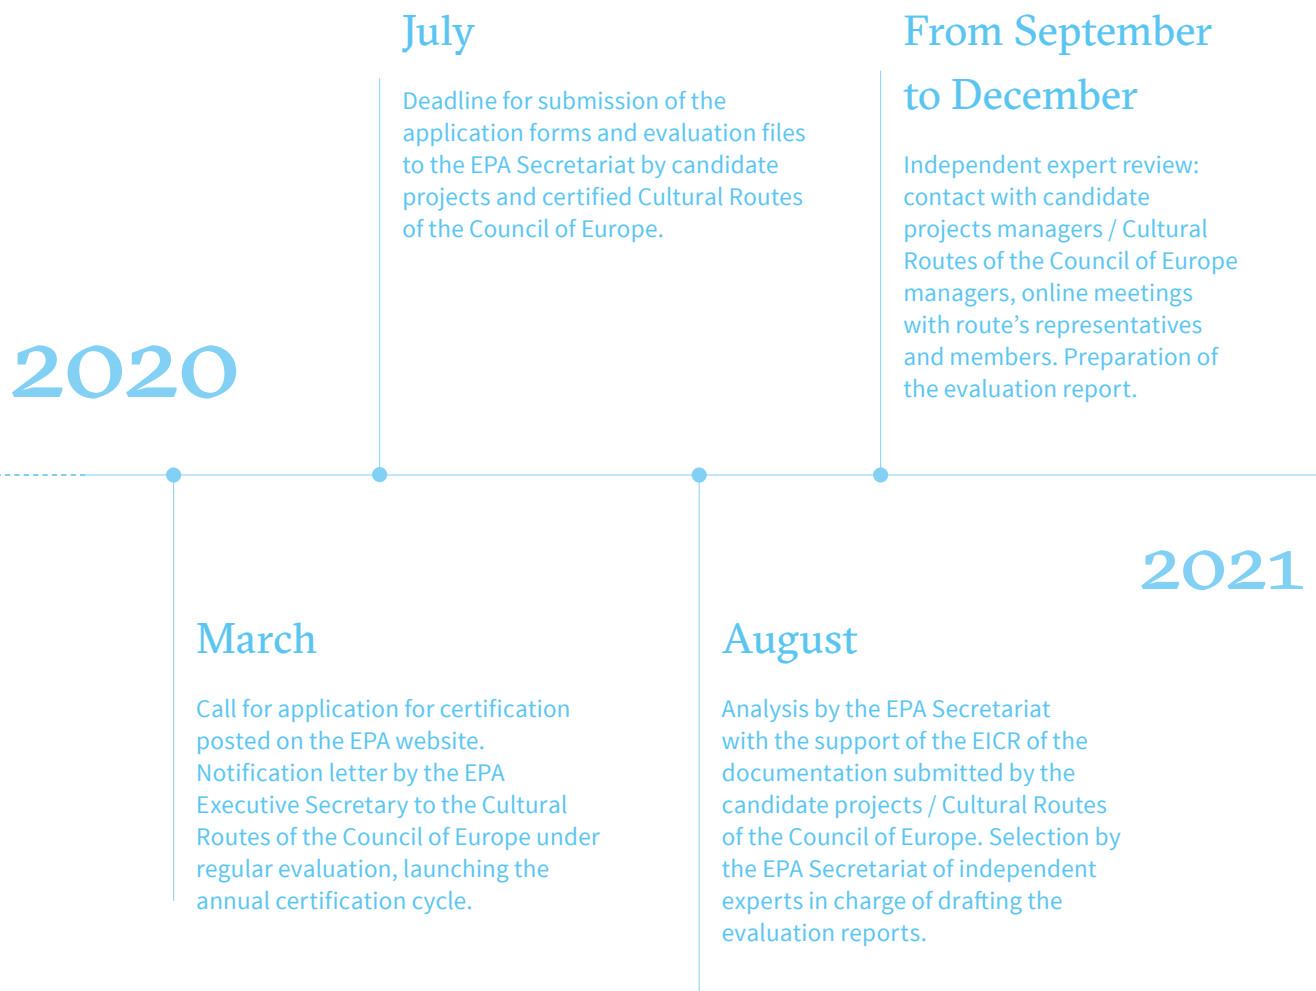 2020
March
Call for application for certification
posted on the EPA website.
Notification letter by the EPA
Executive Secretary to the Cultural
Routes of the Council of Europe under
regular evaluation, launching the
annual certification cycle.
July
Deadline for submission of the
application forms and evaluation files
to the EPA Secretariat by candidate
projects and certified Cultural Routes
of the Council of Europe.
August
Analysis by the EPA Secretariat
with the support of the EICR of the
documentation submitted by the
candidate projects / Cultural Routes
of the Council of Europe. Selection by
the EPA Secretariat of independent
experts in charge of drafting the
evaluation reports.
From September
to December
Independent expert review:
contact with candidate
projects managers / Cultural
Routes of the Council of Europe
managers, online meetings
with route’s representatives
and members. Preparation of
the evaluation report.
2021